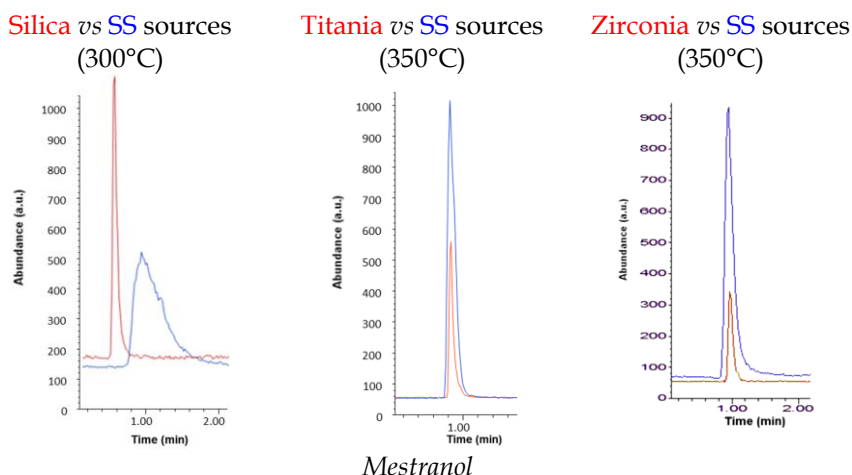 Silica vs SS sources
(300°C)
Titania vs SS sources
(350°C)
Zirconia vs SS sources
(350°C)
1000
900
800
700
600
500
400
300
200
100
0
Abundance (a.u.)
1.00 2.00
Time (min)
1000
900
800
700
600
500
400
300
200
100
0
Abundance (a.u.)
1.00
Time (min)
900
800
700
600
500
400
300
200
100
0
Abundance (a.u.)
1.00 2.00
Time (min)
Mestranol